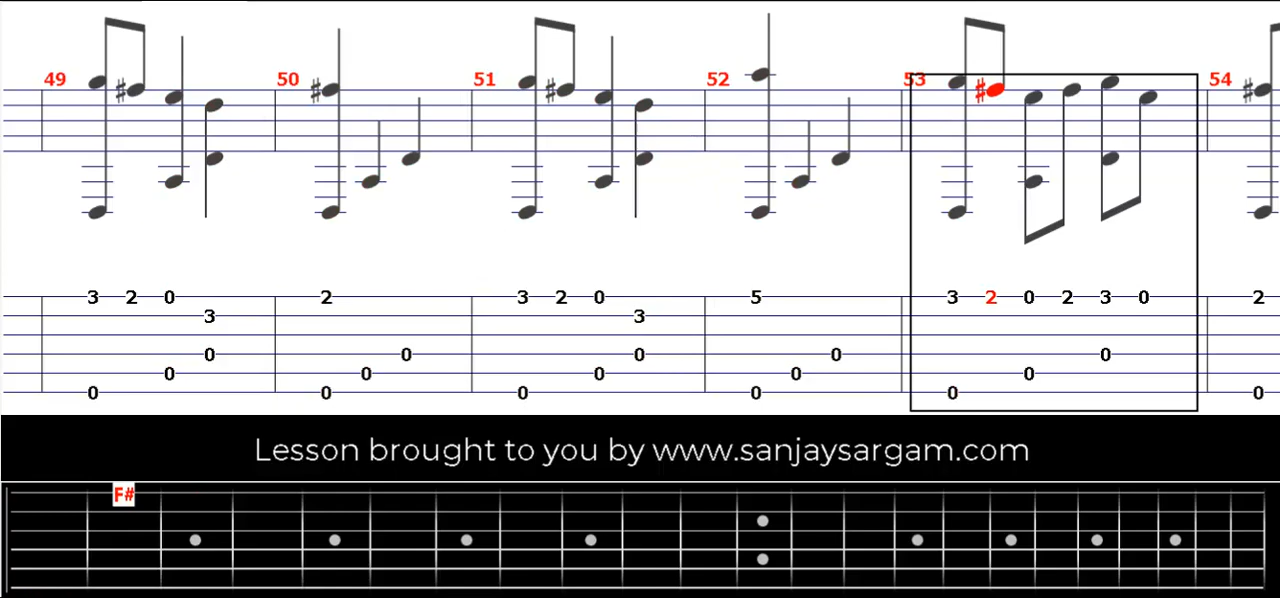 49 50 51 52 53 54
3 2 0 2 3 2 0 5 3 2 0 2 3 0 2
3 3
0 0 0 0 0
0 0 0 0 0
0 0 0 0 0 0
Lesson brought to you by www.sanjaysargam.com
F#